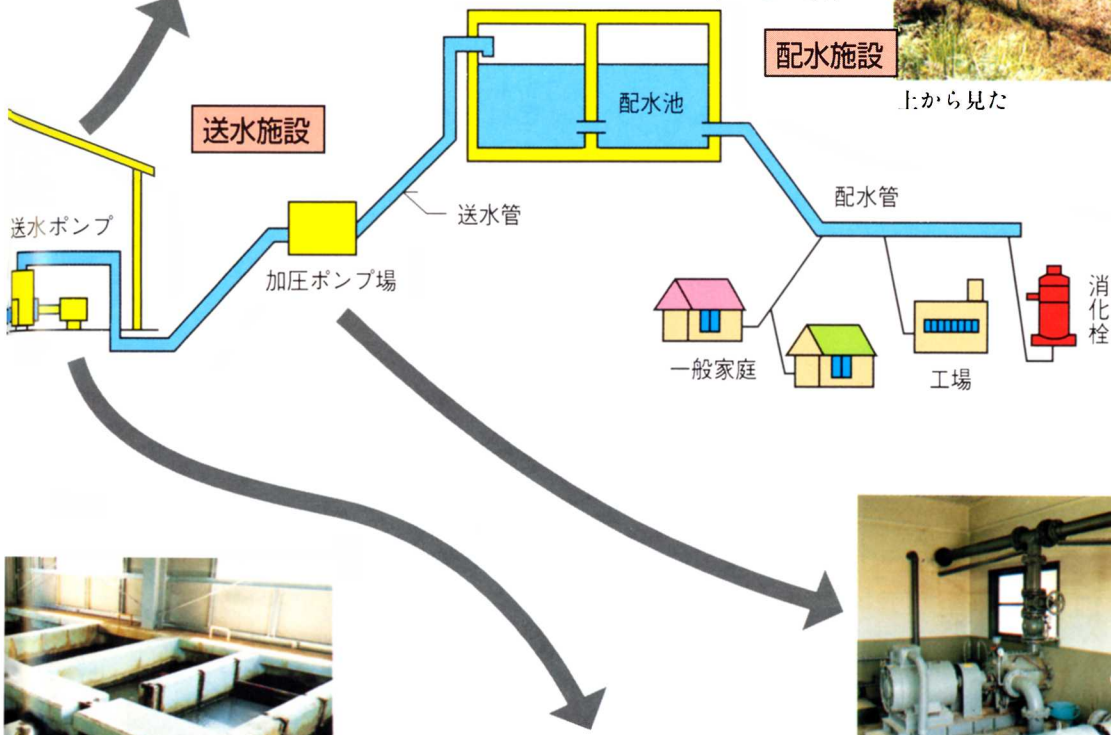 配水施設
上から見た
送水施設
配水池
送水管
配水管
送水ポンプ
加圧ポンプ場
消化栓
一般家庭
工場